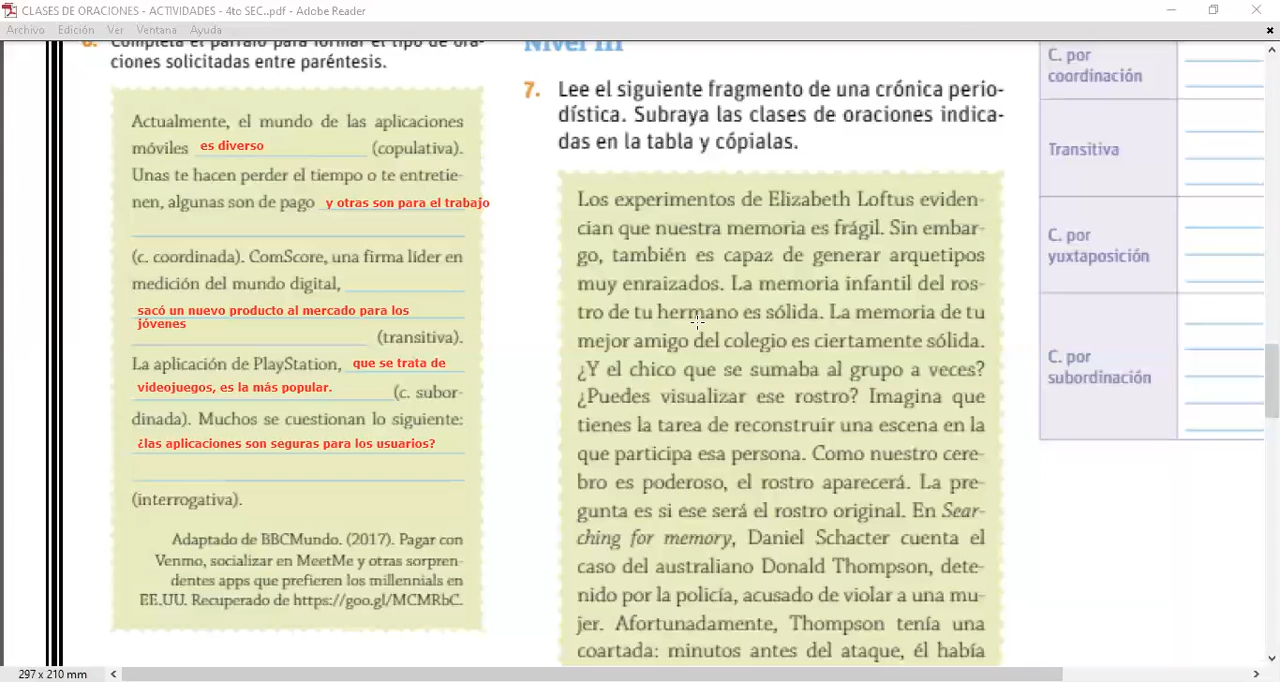 CLASES DE ORACIONES - ACTIVIDADES - 4to SEC..pdf - Adobe Reader
Archivo Edición Ver Ventana Ayuda
6. Completa el párrafo para formar el tipo de ora-
ciones solicitadas entre paréntesis.
Actualmente, el mundo de las aplicaciones
móviles es diverso (copulativa).
Unas te hacen perder el tiempo o te entretie-
nen, algunas son de pago y otras son para el trabajo
(c. coordinada). ComScore, una firma líder en
medición del mundo digital,
sacó un nuevo producto al mercado para los
jóvenes
(transitiva).
La aplicación de PlayStation, que se trata de
videojuegos, es la más popular. (c. subor-
dinada). Muchos se cuestionan lo siguiente:
¿las aplicaciones son seguras para los usuarios?
(interrogativa).
Adaptado de BBCMundo. (2017). Pagar con
Venmo, socializar en MeetMe y otras sorpren-
dentes apps que prefieren los millennials en
EE.UU. Recuperado de https://goo.gl/MCMRbC.
Nivel III
7. Lee el siguiente fragmento de una crónica perio-
dística. Subraya las clases de oraciones indica-
das en la tabla y cópialas.
Los experimentos de Elizabeth Loftus eviden-
cian que nuestra memoria es frágil. Sin embar-
go, también es capaz de generar arquetipos
muy enraizados. La memoria infantil del ros-
tro de tu hermano es sólida. La memoria de tu
mejor amigo del colegio es ciertamente sólida.
¿Y el chico que se sumaba al grupo a veces?
¿Puedes visualizar ese rostro? Imagina que
tienes la tarea de reconstruir una escena en la
que participa esa persona. Como nuestro cere-
bro es poderoso, el rostro aparecerá. La pre-
gunta es si ese será el rostro original. En Sear-
ching for memory, Daniel Schacter cuenta el
caso del australiano Donald Thompson, dete-
nido por la policía, acusado de violar a una mu-
jer. Afortunadamente, Thompson tenía una
coartada: minutos antes del ataque, él había
C. por
coordinación
Transitiva
C. por
yuxtaposición
C. por
subordinación
297 x 210 mm